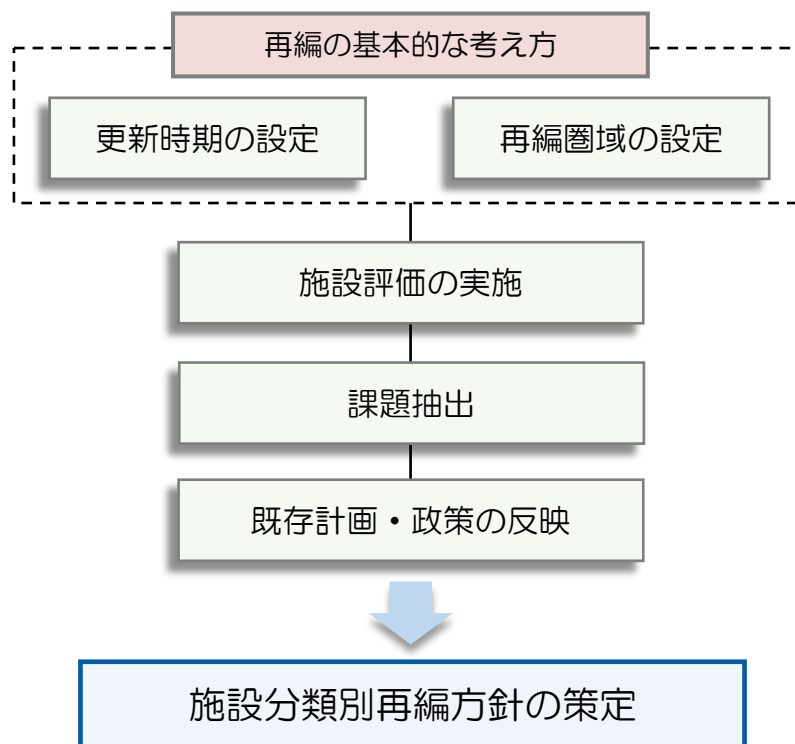 再編の基本的な考え方
更新時期の設定
再編圏域の設定
施設評価の実施
課題抽出
既存計画・政策の反映
施設分類別再編方針の策定